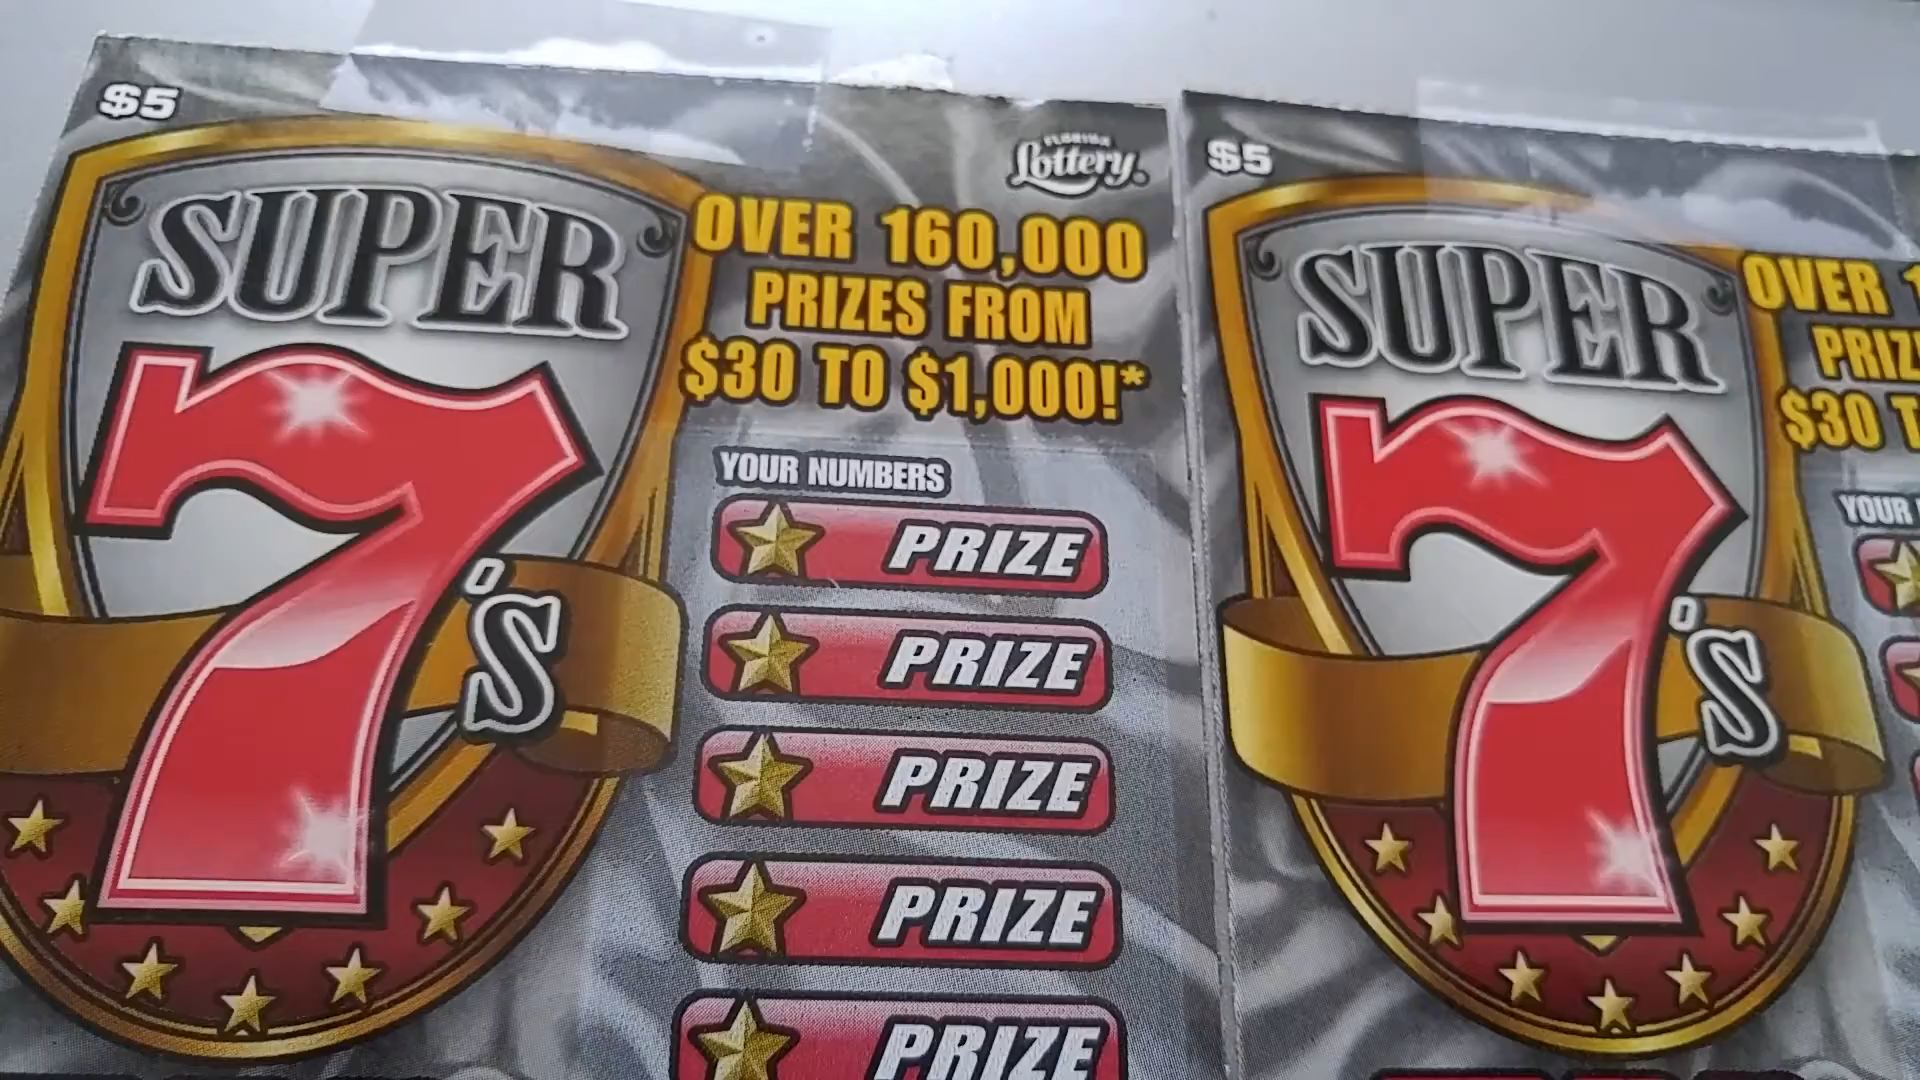 $5
FLORIDA
Lottery
SUPER
7'S
OVER 160,000
PRIZES FROM
$30 TO $1,000!*
YOUR NUMBERS
PRIZE
PRIZE
PRIZE
PRIZE
PRIZE
$5
SUPER
7'S
OVER 1
PRIZ
$30 T
YOUR